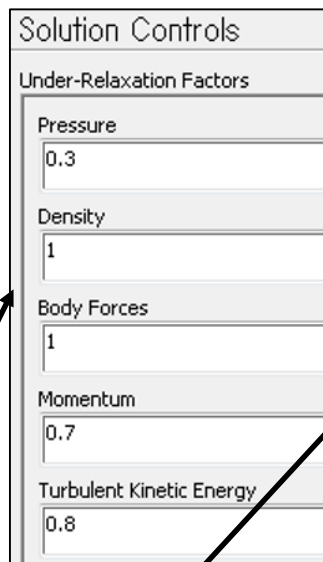 Solution Controls
Under-Relaxation Factors
Pressure
0.3
Density
1
Body Forces
1
Momentum
0.7
Turbulent Kinetic Energy
0.8